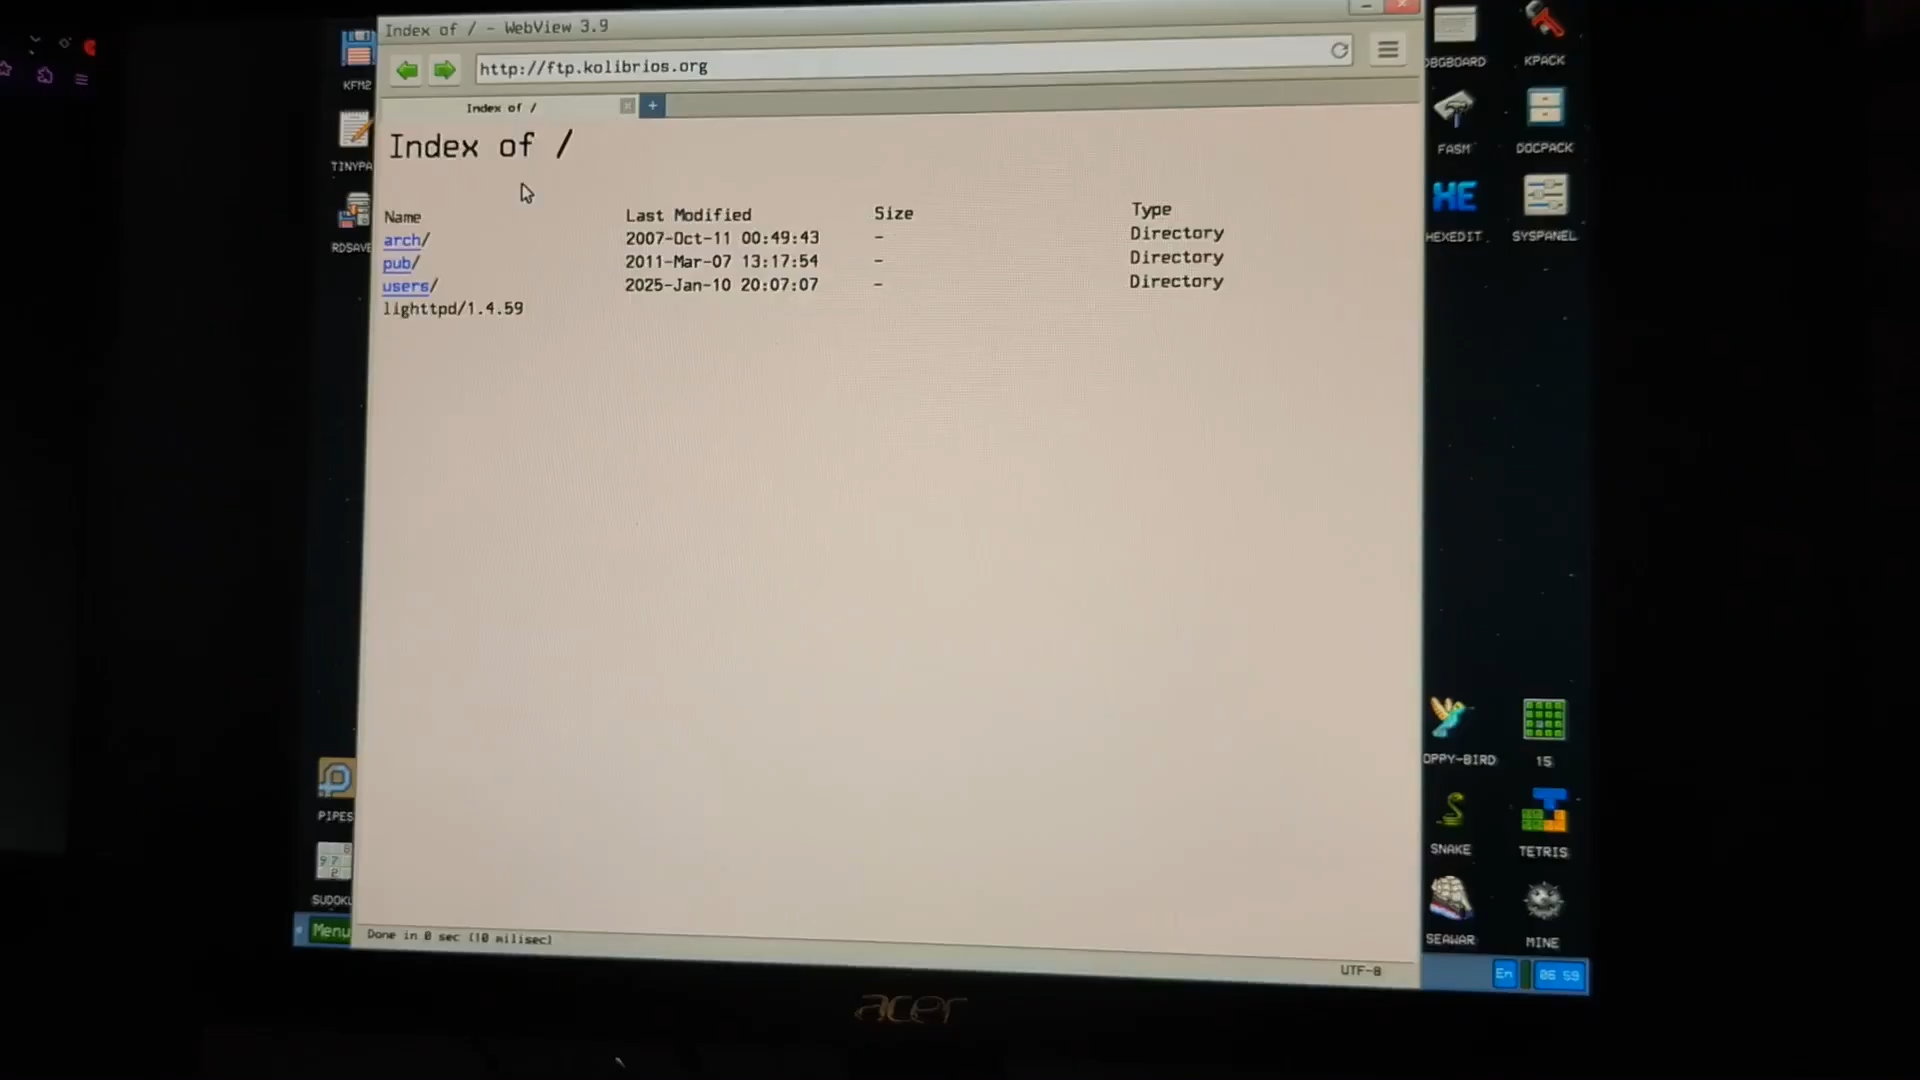 Index of / - WebView 3.9
http://ftp.kolibrios.org
Index of /
Index of /
Name Last Modified Size Type
arch/ 2007-Oct-11 00:49:43 - Directory
pub/ 2011-Mar-07 13:17:54 - Directory
users/ 2025-Jan-10 20:07:07 - Directory
lighttpd/1.4.59
Done in 0 sec (10 milisec)
UTF-8
KFM2
TINYPA
RDSAVE
PIPES
SUDOKU
Menu
DBGBOARD KPACK
FASM DOCPACK
HEXEDIT SYSPANEL
OPPY-BIRD 15
SNAKE TETRIS
SEAWAR MINE
En 06 59
acer